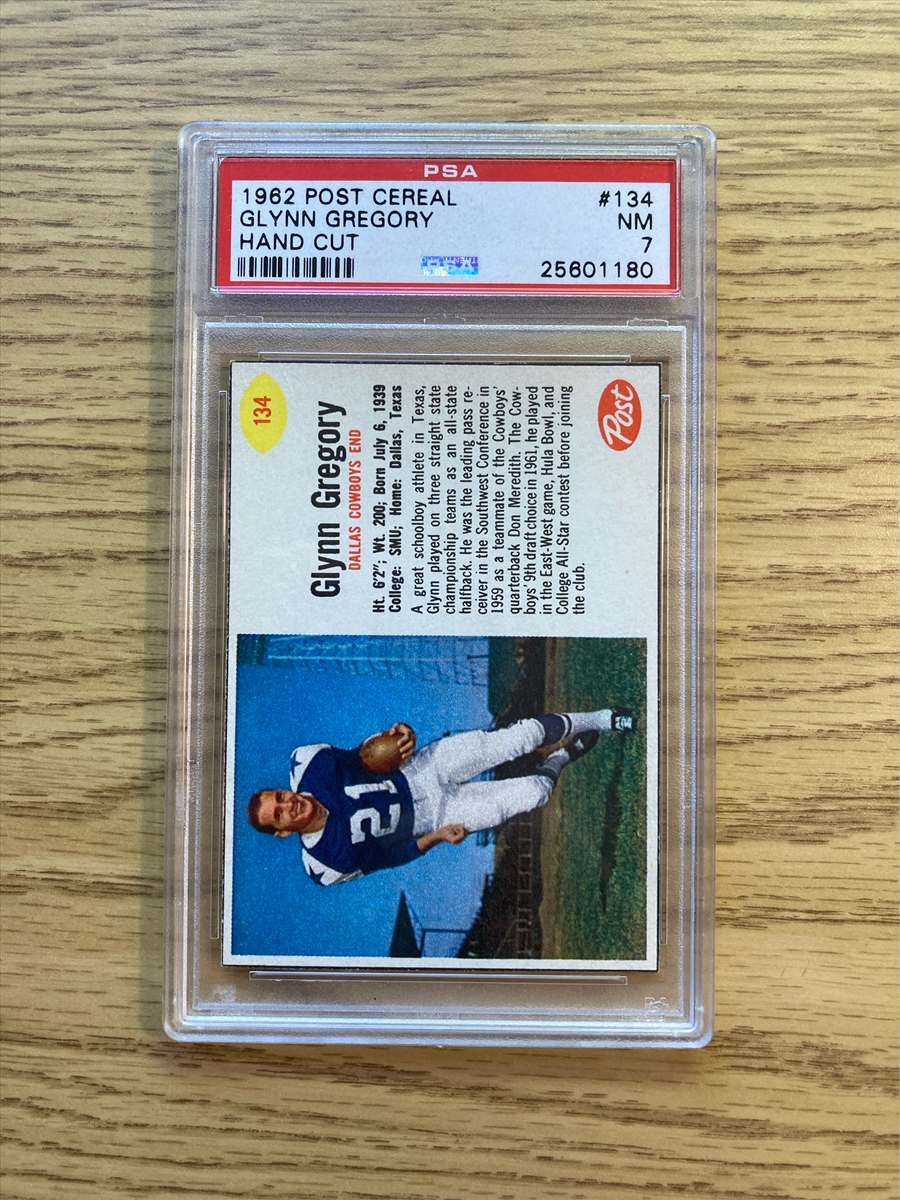 PSA
1962 POST CEREAL #134
GLYNN GREGORY NM
HAND CUT 7
25601180
134
Glynn Gregory
DALLAS COWBOYS END
Ht. 6'2"; Wt. 200; Born July 6, 1939
College: SMU; Home: Dallas, Texas
A great schoolboy athlete in Texas,
Glynn played on three straight state
championship teams as an all-state
halfback. He was the leading pass re-
ceiver in the Southwest Conference in
1959 as a teammate of the Cowboys'
quarterback Don Meredith. The Cow-
boys' 9th draft choice in 1961, he played
in the East-West game, Hula Bowl, and
College All-Star contest before joining
the club.
Post
21